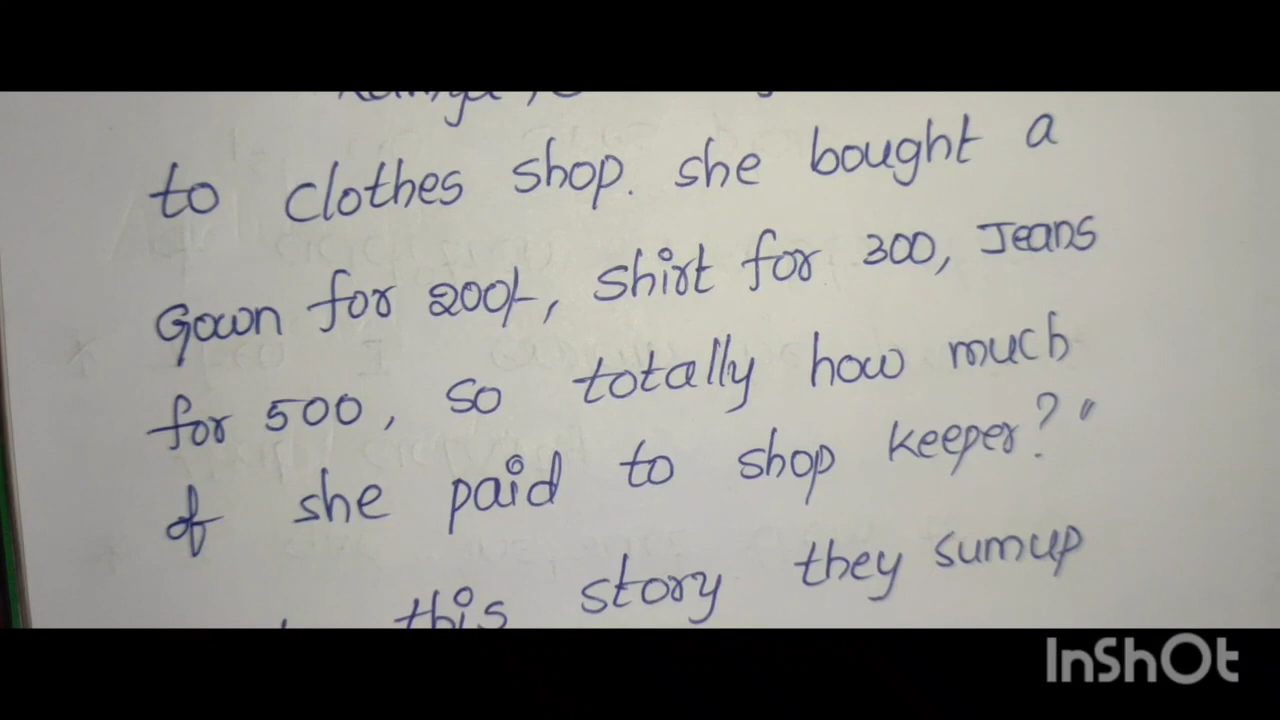 to clothes shop. she bought a
Gown for 200/-, Shirt for 300, Jeans
for 500, so totally how much
of she paid to shop keeper?"
this story they sumup
InShOt